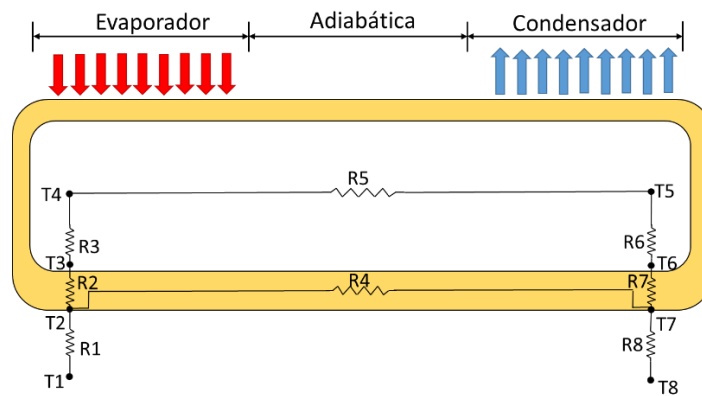 Evaporador Adiabática Condensador
T4 R5 T5
R3 R6
T3 T6
R2 R4 R7
T2 T7
R1 R8
T1 T8